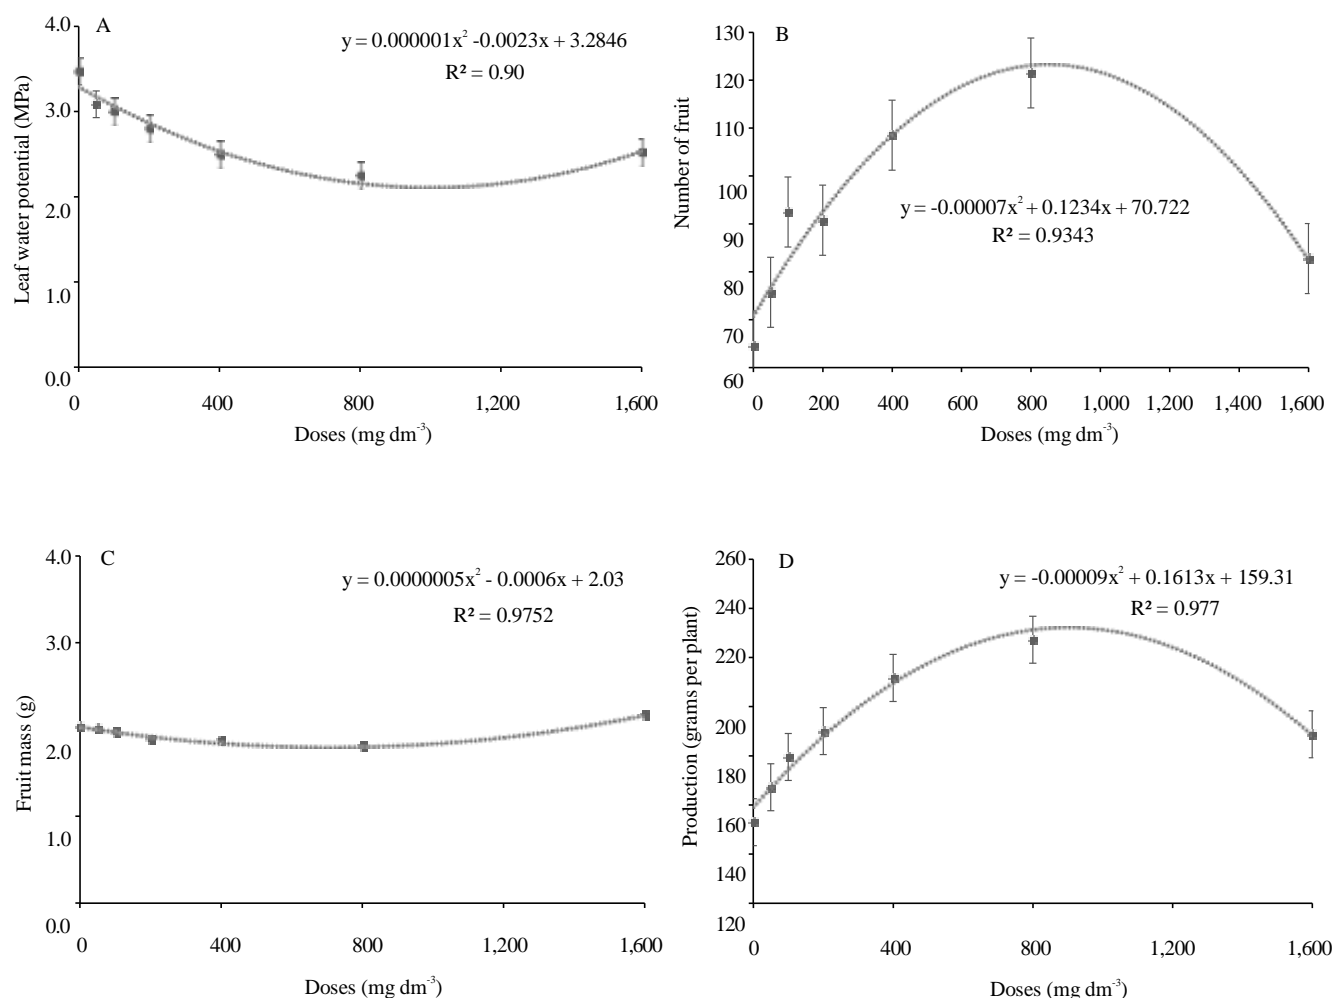 A
y = 0.000001x² -0.0023x + 3.2846
R² = 0.90
Leaf water potential (MPa)
4.0
3.0
2.0
1.0
0.0
0 400 800 1,200 1,600
Doses (mg dm⁻³)
B
y = -0.00007x² + 0.1234x + 70.722
R² = 0.9343
Number of fruit
130
120
110
100
90
80
70
60
0 200 400 600 800 1,000 1,200 1,400 1,600
Doses (mg dm⁻³)
C
y = 0.0000005x² - 0.0006x + 2.03
R² = 0.9752
Fruit mass (g)
4.0
3.0
2.0
1.0
0.0
0 400 800 1,200 1,600
Doses (mg dm⁻³)
D
y = -0.00009x² + 0.1613x + 159.31
R² = 0.977
Production (grams per plant)
260
240
220
200
180
160
140
120
0 400 800 1,200 1,600
Doses (mg dm⁻³)